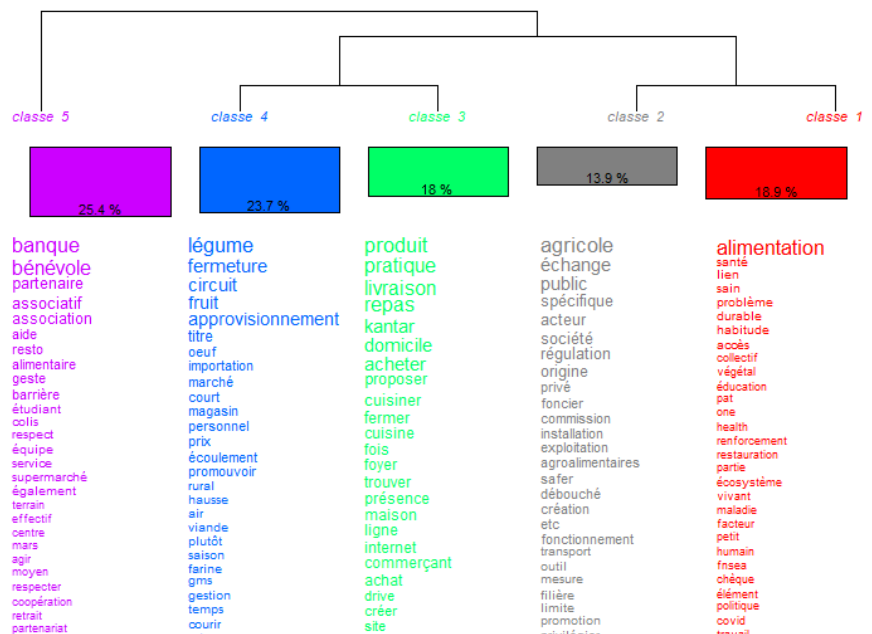 classe 5 classe 4 classe 3 classe 2 classe 1
25.4 % 23.7 % 18 % 13.9 % 18.9 %
banque
bénévole
partenaire
associatif
association
aide
resto
alimentaire
geste
barrière
étudiant
colis
respect
équipe
service
supermarché
également
terrain
effectif
centre
mars
agir
moyen
respecter
coopération
retrait
partenariat
légume
fermeture
circuit
fruit
approvisionnement
titre
oeuf
importation
marché
court
magasin
personnel
prix
écoulement
promouvoir
rural
hausse
air
viande
plutôt
saison
farine
gms
gestion
temps
courir
produit
pratique
livraison
repas
kantar
domicile
acheter
proposer
cuisiner
fermer
cuisine
fois
foyer
trouver
présence
maison
ligne
internet
commerçant
achat
drive
créer
site
agricole
échange
public
spécifique
acteur
société
régulation
origine
privé
foncier
commission
installation
exploitation
agroalimentaires
safer
débouché
création
etc
fonctionnement
transport
outil
mesure
filière
limite
promotion
alimentation
santé
lien
sain
problème
durable
habitude
accès
collectif
végétal
éducation
pat
one
health
renforcement
restauration
partie
écosystème
vivant
maladie
facteur
petit
humain
fnsea
chéque
élément
politique
covid